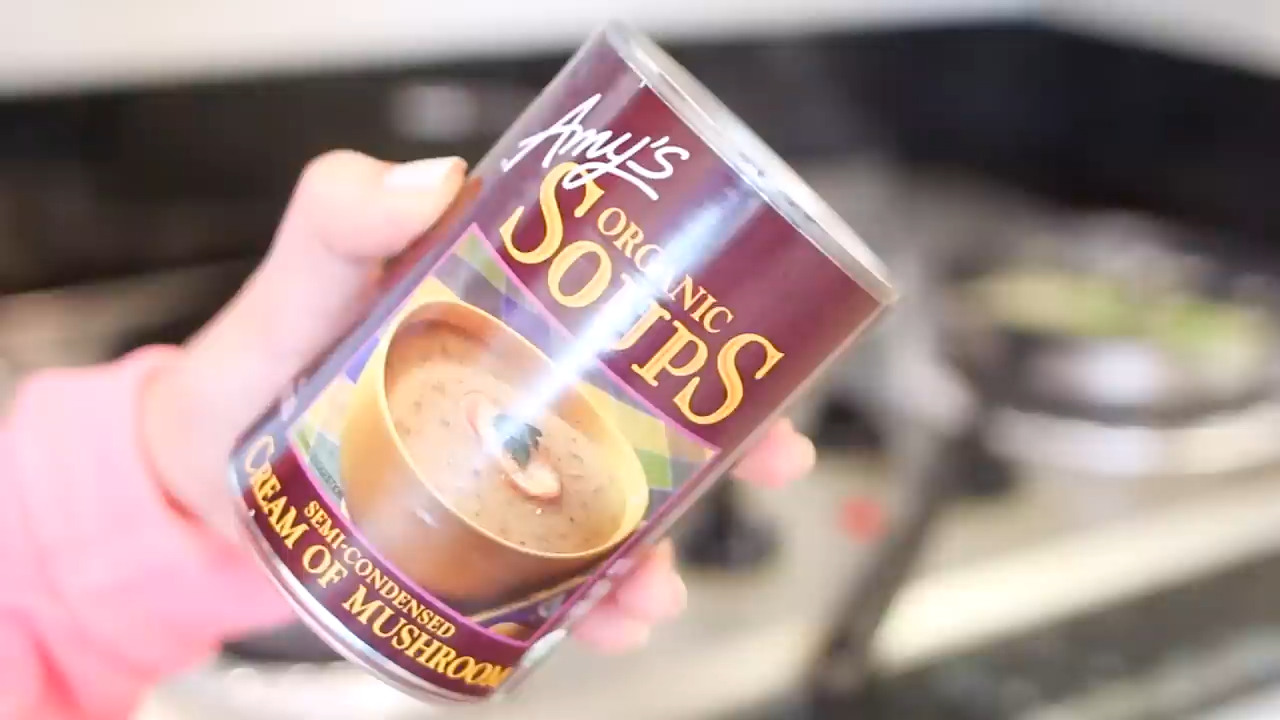 Amy's
ORGANIC
SOUPS
SEMI-CONDENSED
CREAM OF MUSHROOM